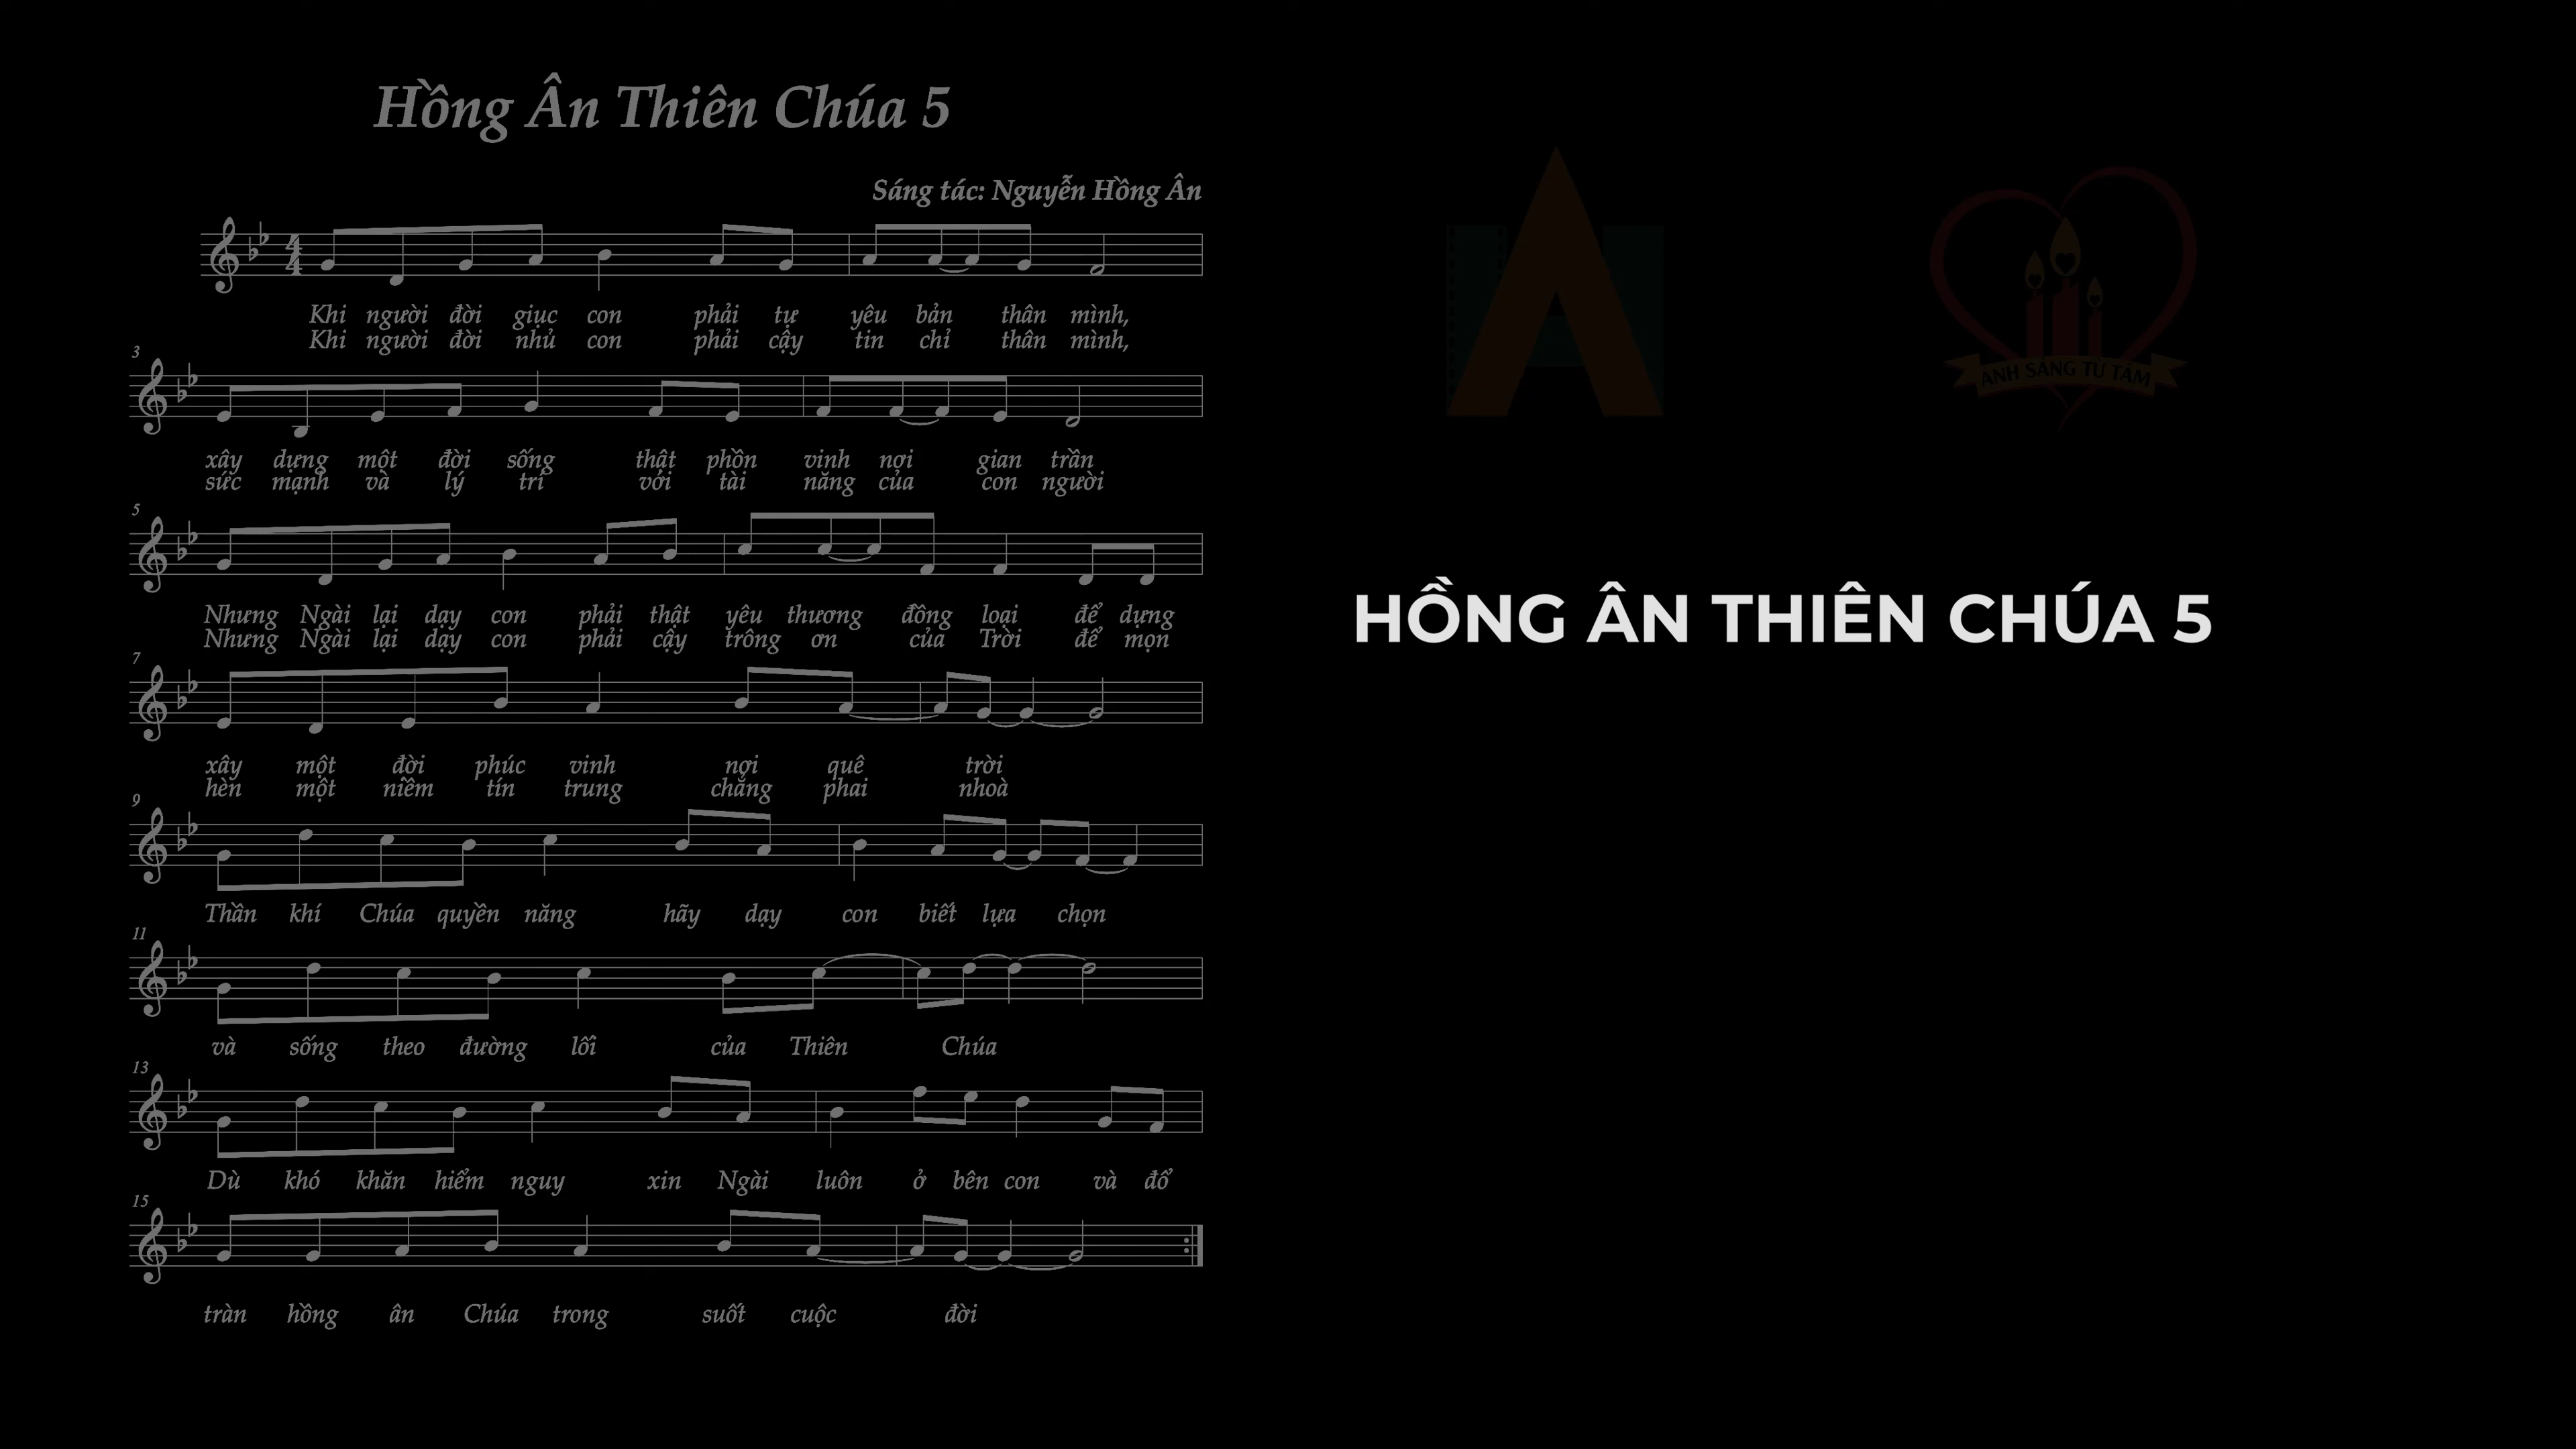 Hồng Ân Thiên Chúa 5
Sáng tác: Nguyễn Hồng Ân
4
4
Khi người đời giục con phải tự yêu bản thân mình,
Khi người đời nhủ con phải cậy tin chỉ thân mình,
3
xây dựng một đời sống thật phồn vinh nơi gian trần
sức mạnh và lý trí với tài năng của con người
5
Nhưng Ngài lại dạy con phải thật yêu thương đồng loại để dựng
Nhưng Ngài lại dạy con phải cậy trông ơn của Trời để mọn
7
xây một đời phúc vinh nơi quê trời
hèn một niềm tín trung chẳng phai nhoà
9
Thần khí Chúa quyền năng hãy dạy con biết lựa chọn
11
và sống theo đường lối của Thiên Chúa
13
Dù khó khăn hiểm nguy xin Ngài luôn ở bên con và đổ
15
tràn hồng ân Chúa trong suốt cuộc đời
ÁNH SÁNG TỪ TÂM
HỒNG ÂN THIÊN CHÚA 5